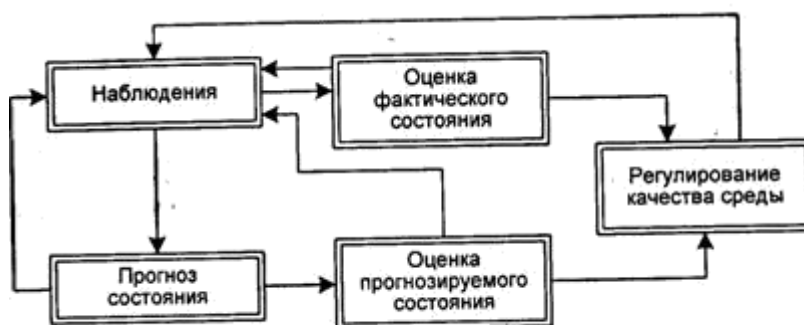 Наблюдения
Оценка
фактического
состояния
Регулирование
качества среды
Прогноз
состояния
Оценка
прогнозируемого
состояния